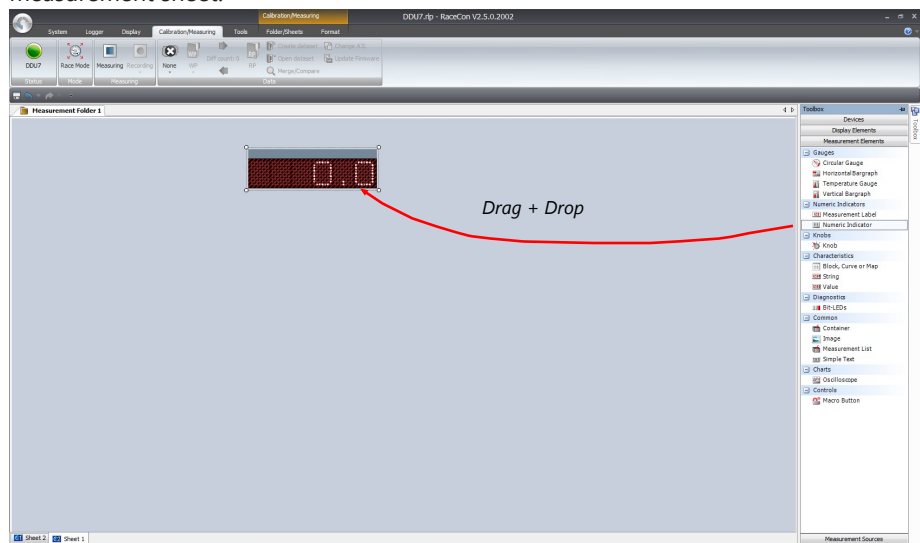 measurement sheet.
Calibration/Measuring
DDU7.rlp - RaceCon V2.5.0.2002
System Logger Display Calibration/Measuring Tools Folder/Sheets Format
DDU7 Race Mode Measuring Recording None WP Diff count: 0 RP Create dataset Change A2L
Open dataset Update Firmware
Merge/Compare
Status Mode Measuring Data
Measurement Folder 1
Toolbox
Toolbox
Devices
Display Elements
Measurement Elements
Gauges
Circular Gauge
Horizontal Bargraph
Temperature Gauge
Vertical Bargraph
Numeric Indicators
Measurement Label
Numeric Indicator
Knobs
Knob
Characteristics
Block, Curve or Map
String
Value
Diagnostics
Bit-LEDs
Common
Container
Image
Measurement List
Simple Text
Charts
Oscilloscope
Controls
Macro Button
0.0
Drag + Drop
Sheet 2 Sheet 1
Measurement Sources